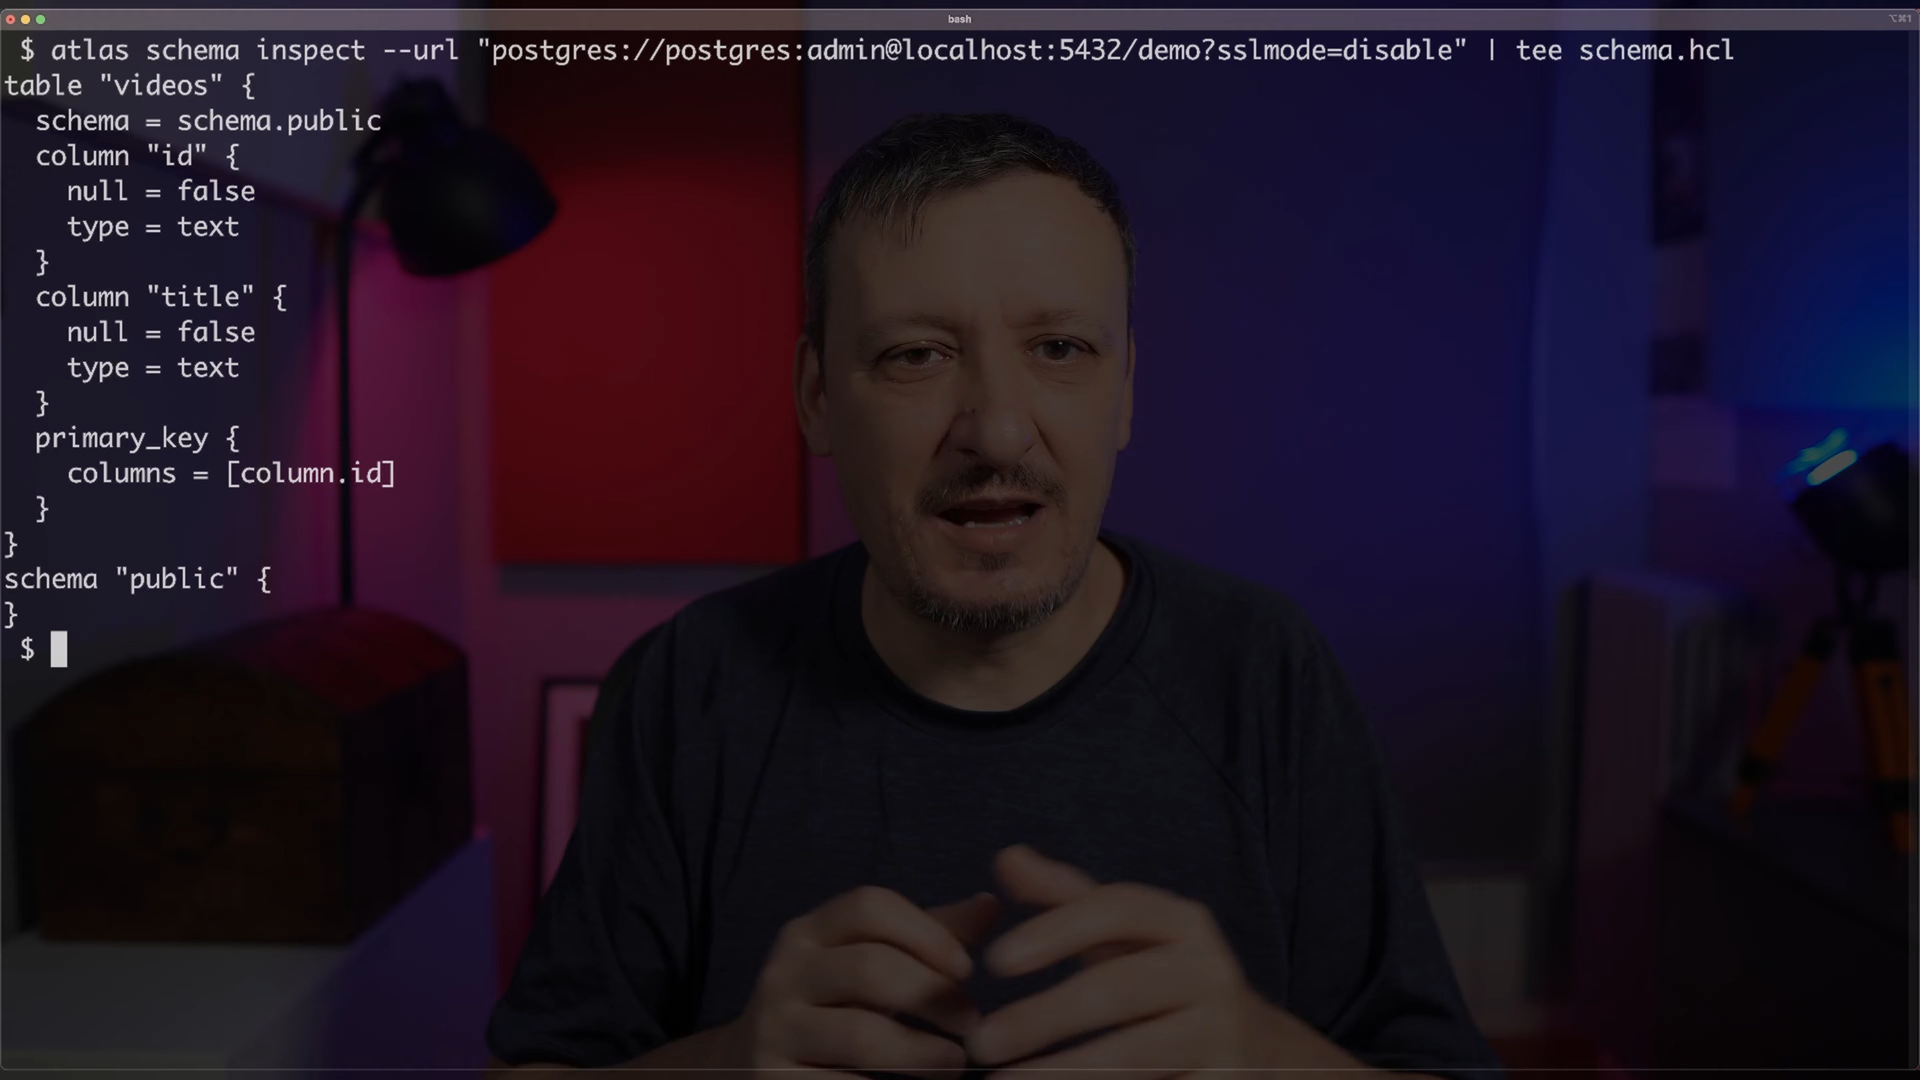 bash
⌥⌘1
$ atlas schema inspect --url "postgres://postgres:admin@localhost:5432/demo?sslmode=disable" | tee schema.hcl
table "videos" {
  schema = schema.public
  column "id" {
    null = false
    type = text
  }
  column "title" {
    null = false
    type = text
  }
  primary_key {
    columns = [column.id]
  }
}
schema "public" {
}
$